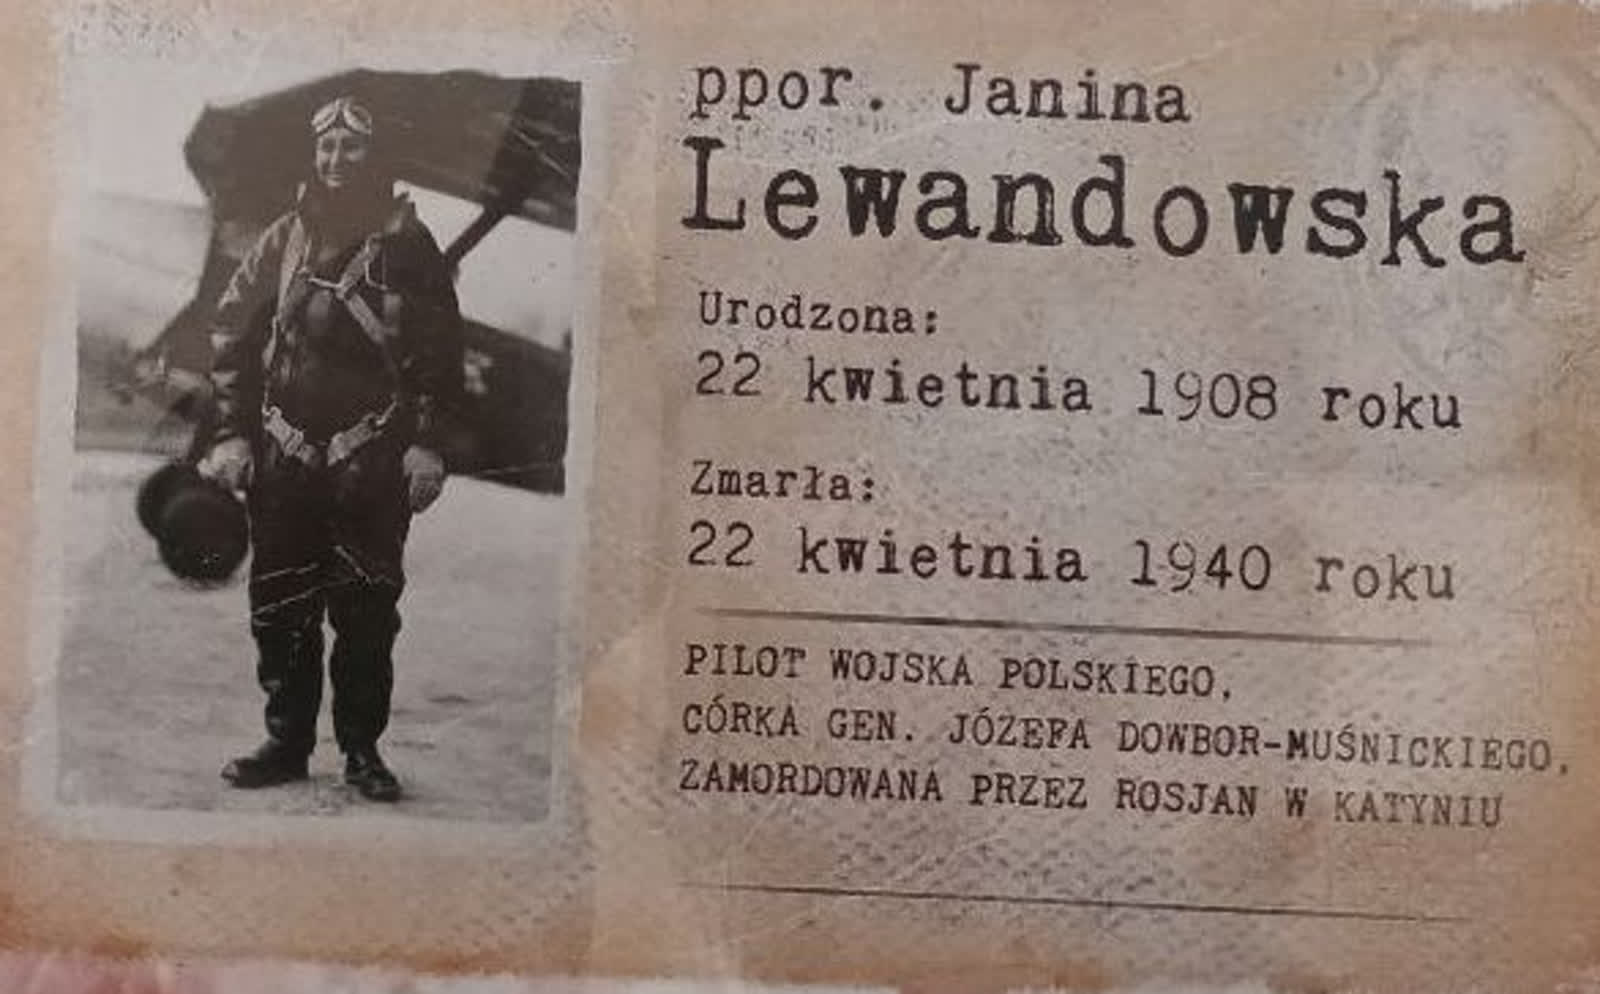 ppor. Janina
Lewandowska
Urodzona:
22 kwietnia 1908 roku
Zmarła:
22 kwietnia 1940 roku
PILOT WOJSKA POLSKIEGO,
CÓRKA GEN. JÓZEFA DOWBOR-MUŚNICKIEGO,
ZAMORDOWANA PRZEZ ROSJAN W KATYNIU